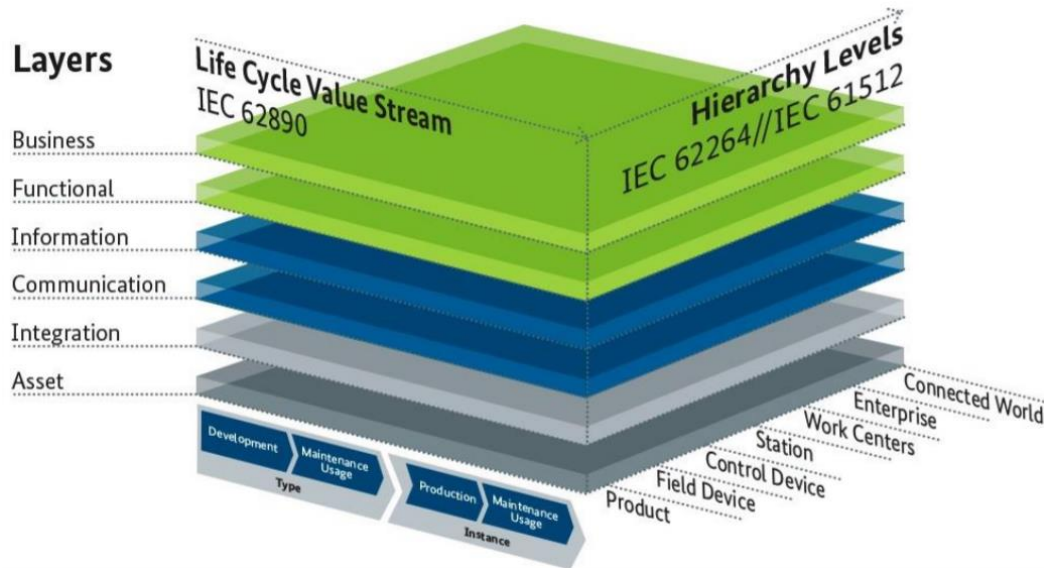 Layers
Life Cycle Value Stream
IEC 62890
Hierarchy Levels
IEC 62264//IEC 61512
Business
Functional
Information
Communication
Integration
Asset
Development
Maintenance
Usage
Type
Production
Maintenance
Usage
Instance
Product
Field Device
Control Device
Station
Work Centers
Enterprise
Connected World